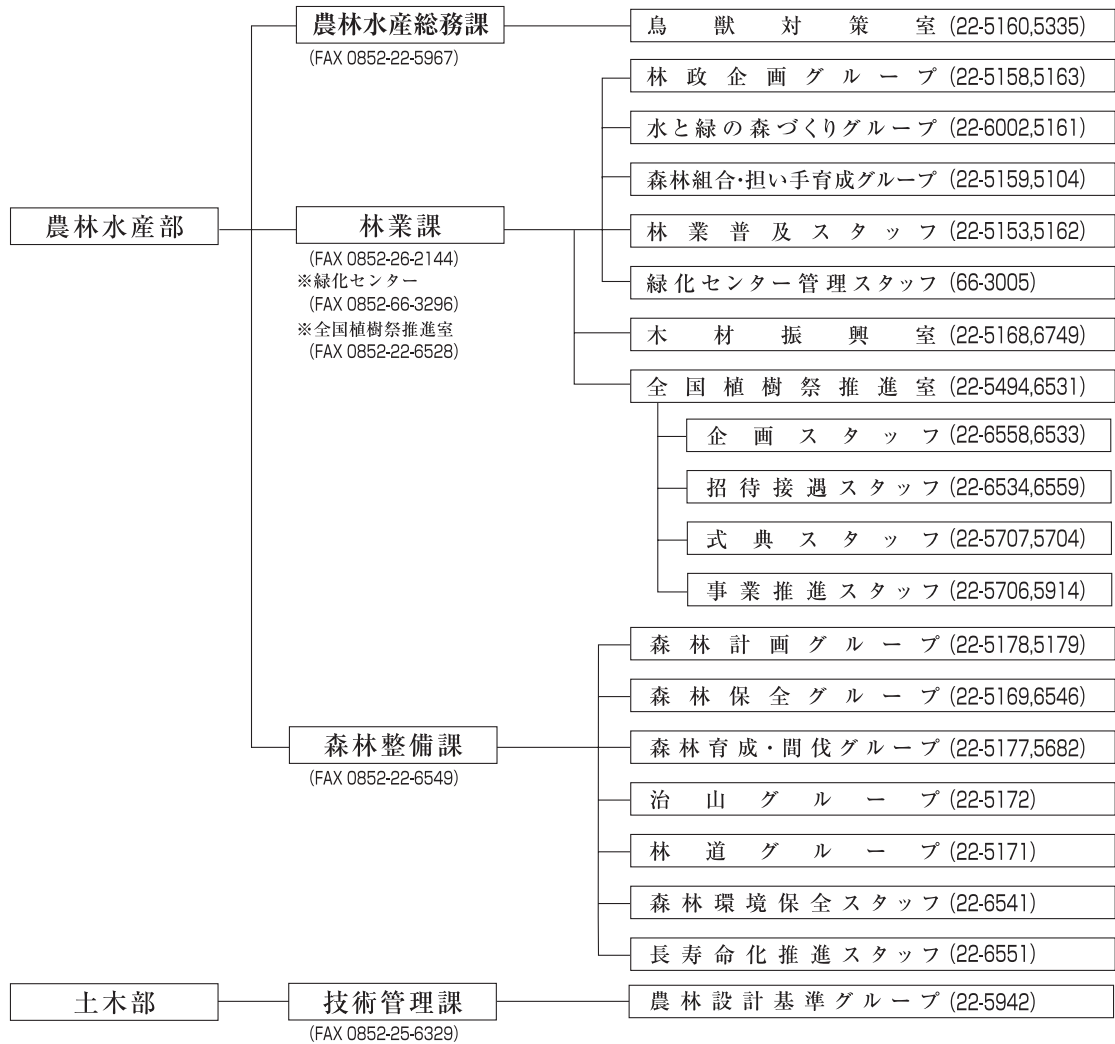 農林水産総務課
(FAX 0852-22-5967)
鳥獣対策室 (22-5160,5335)
林政企画グループ (22-5158,5163)
水と緑の森づくりグループ (22-6002,5161)
森林組合・担い手育成グループ (22-5159,5104)
農林水産部
林業課
(FAX 0852-26-2144)
※緑化センター
(FAX 0852-66-3296)
※全国植樹祭推進室
(FAX 0852-22-6528)
林業普及スタッフ (22-5153,5162)
緑化センター管理スタッフ (66-3005)
木材振興室 (22-5168,6749)
全国植樹祭推進室 (22-5494,6531)
企画スタッフ (22-6558,6533)
招待接遇スタッフ (22-6534,6559)
式典スタッフ (22-5707,5704)
事業推進スタッフ (22-5706,5914)
森林整備課
(FAX 0852-22-6549)
森林計画グループ (22-5178,5179)
森林保全グループ (22-5169,6546)
森林育成・間伐グループ (22-5177,5682)
治山グループ (22-5172)
林道グループ (22-5171)
森林環境保全スタッフ (22-6541)
長寿命化推進スタッフ (22-6551)
土木部
技術管理課
(FAX 0852-25-6329)
農林設計基準グループ (22-5942)